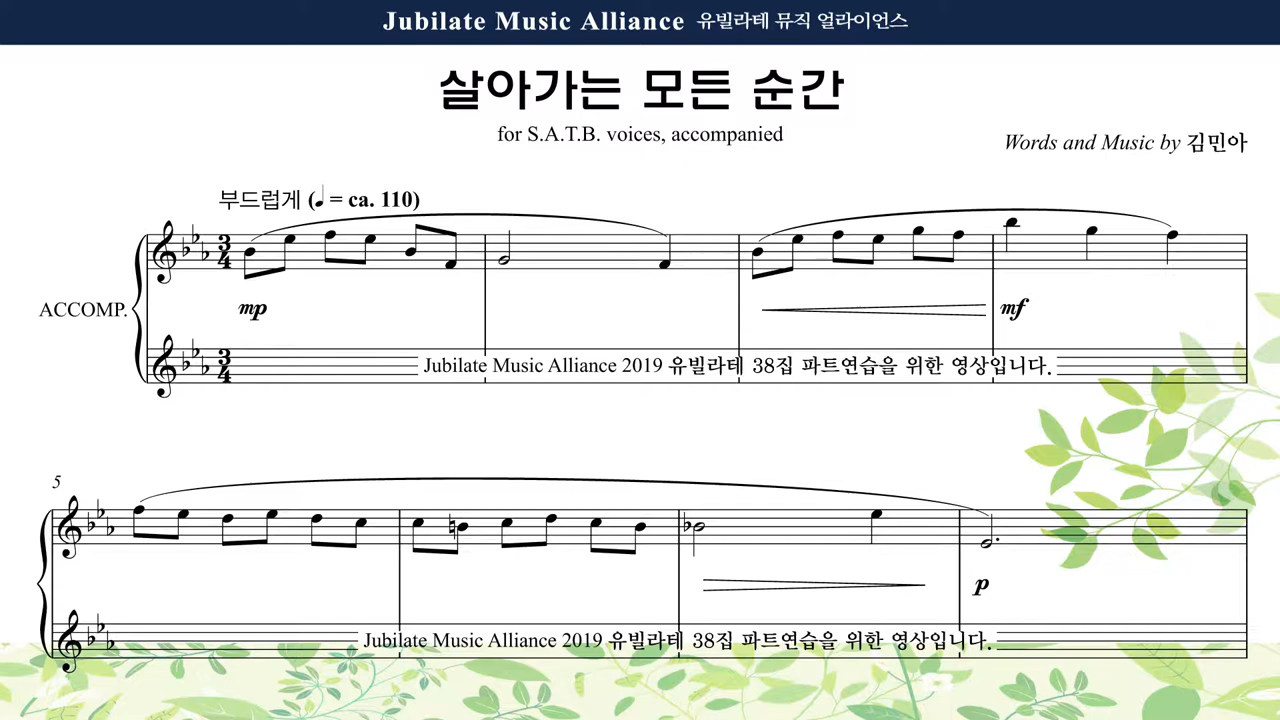 Jubilate Music Alliance 유빌라테 뮤직 얼라이언스
살아가는 모든 순간
for S.A.T.B. voices, accompanied
Words and Music by 김민아
부드럽게 (♩ = ca. 110)
3 4
ACCOMP.
mp
mf
3 4
Jubilate Music Alliance 2019 유빌라테 38집 파트연습을 위한 영상입니다.
5
p
Jubilate Music Alliance 2019 유빌라테 38집 파트연습을 위한 영상입니다.